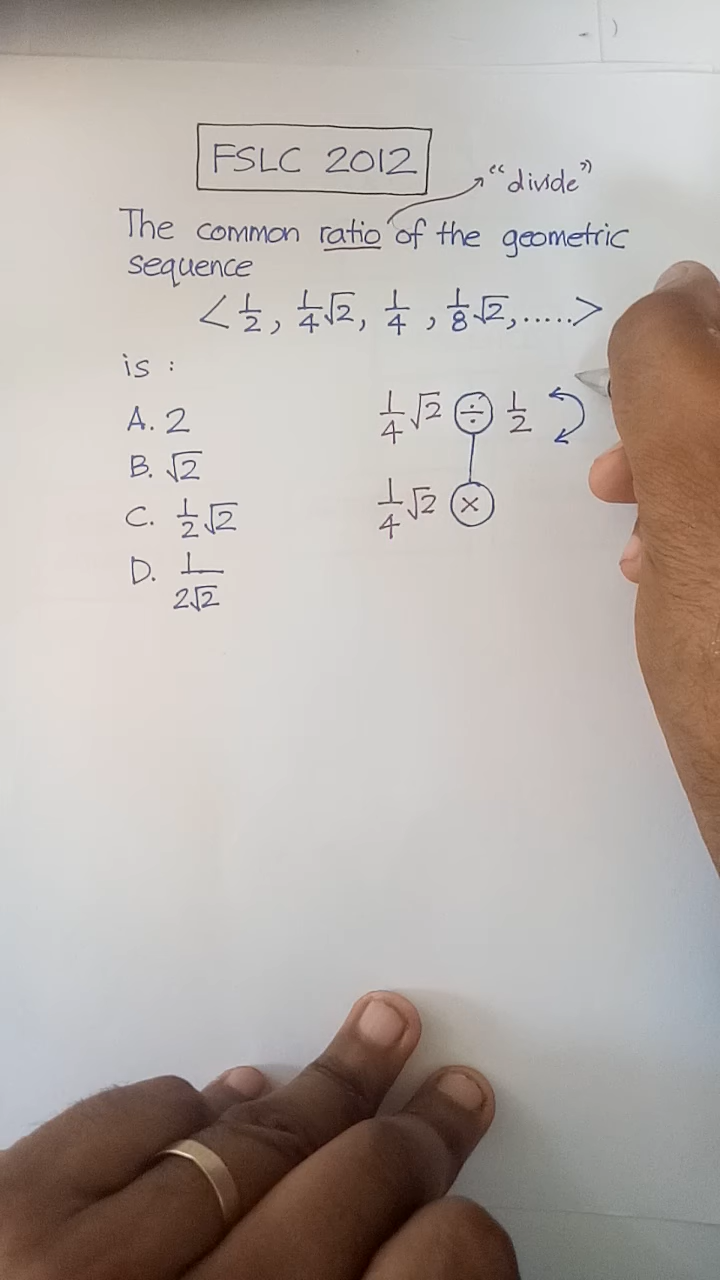 FSLC 2012
"divide"
The common ratio of the geometric
sequence
< 1/2, 1/4√2, 1/4, 1/8√2, ..... >
is :
A. 2
B. √2
C. 1/2√2
D. 1/2√2
1/4√2 ÷ 1/2
1/4√2 ×